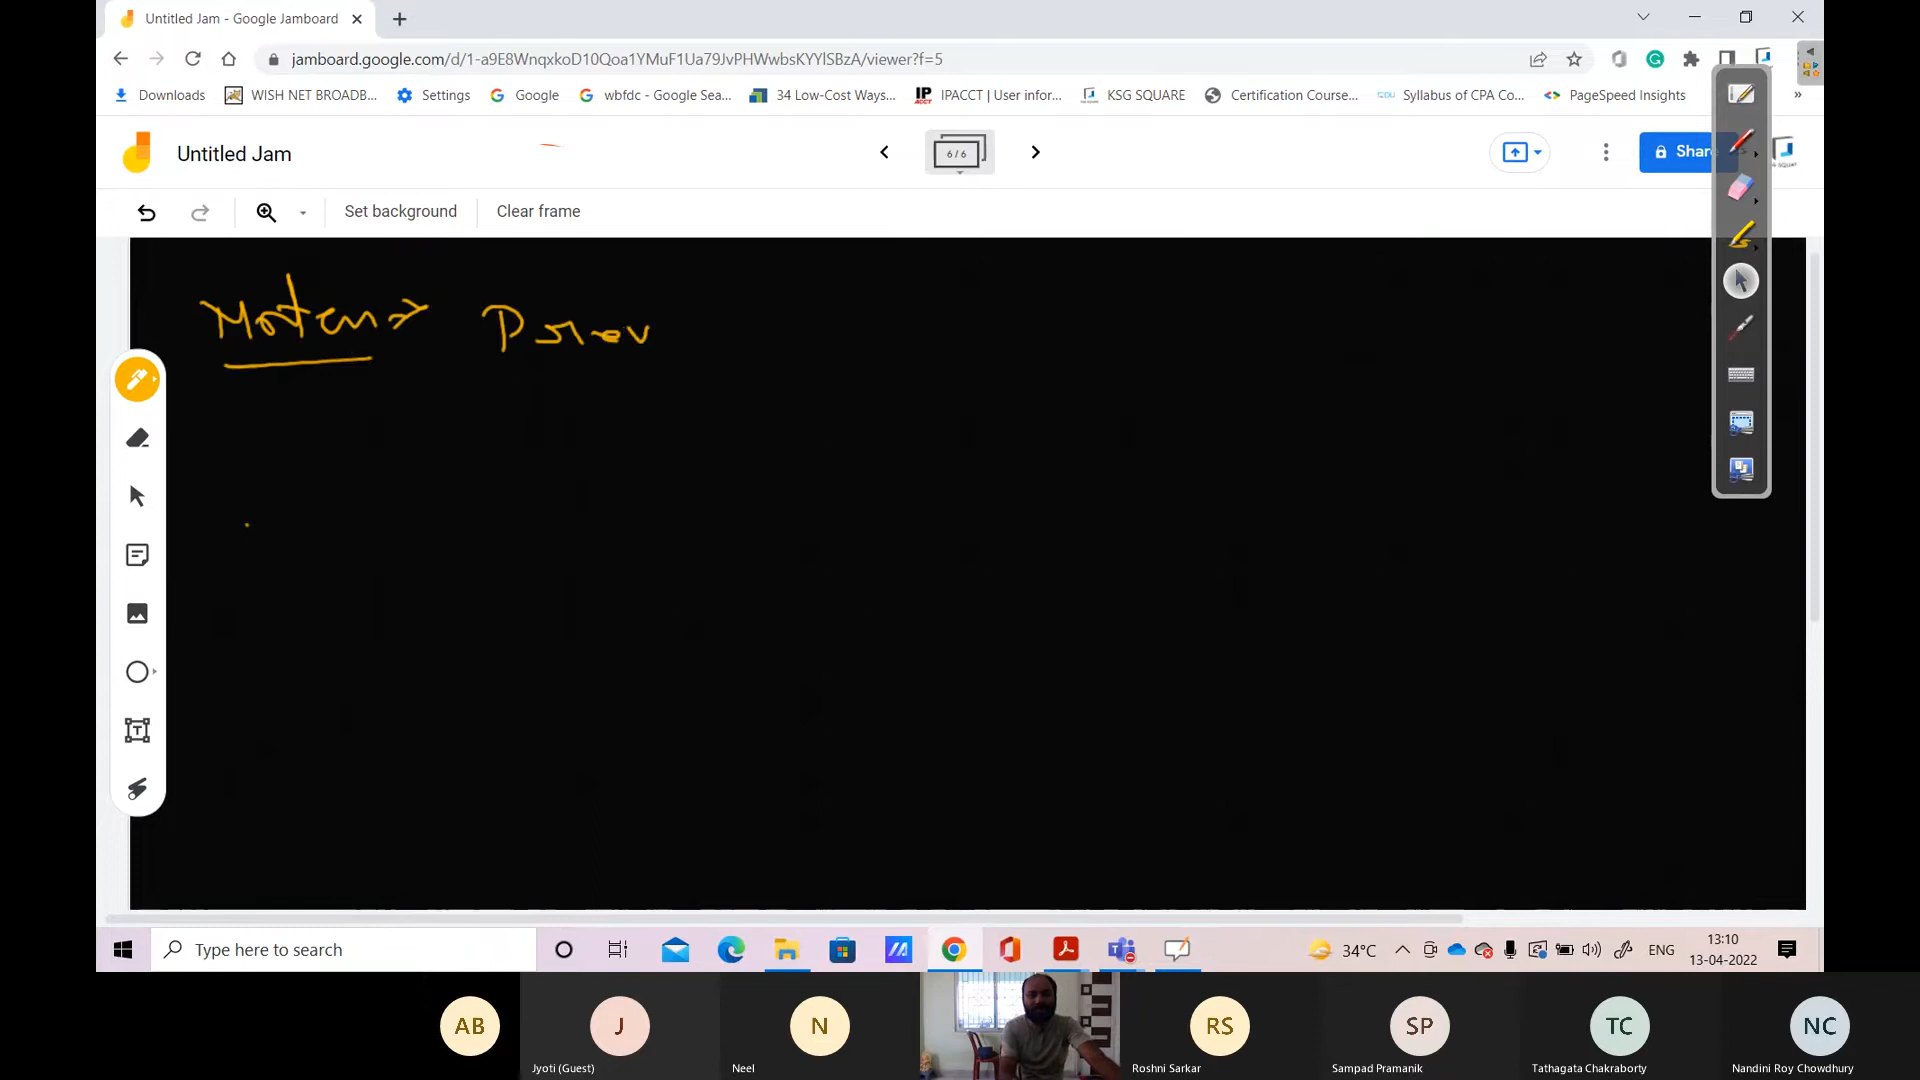 Untitled Jam - Google Jamboard
jamboard.google.com/d/1-a9E8WnqxkoD10Qoa1YMuF1Ua79JvPHWwbsKYYlSBzA/viewer?f=5
Downloads WISH NET BROADB... Settings Google wbfdc - Google Sea... 34 Low-Cost Ways... IPACCT | User infor... KSG SQUARE Certification Course... Syllabus of CPA Co... PageSpeed Insights »
Untitled Jam 6 / 6 Share
Set background Clear frame
Type here to search 34°C ENG 13:10
13-04-2022
AB J N RS SP TC NC
Jyoti (Guest) Neel Roshni Sarkar Sampad Pramanik Tathagata Chakraborty Nandini Roy Chowdhury